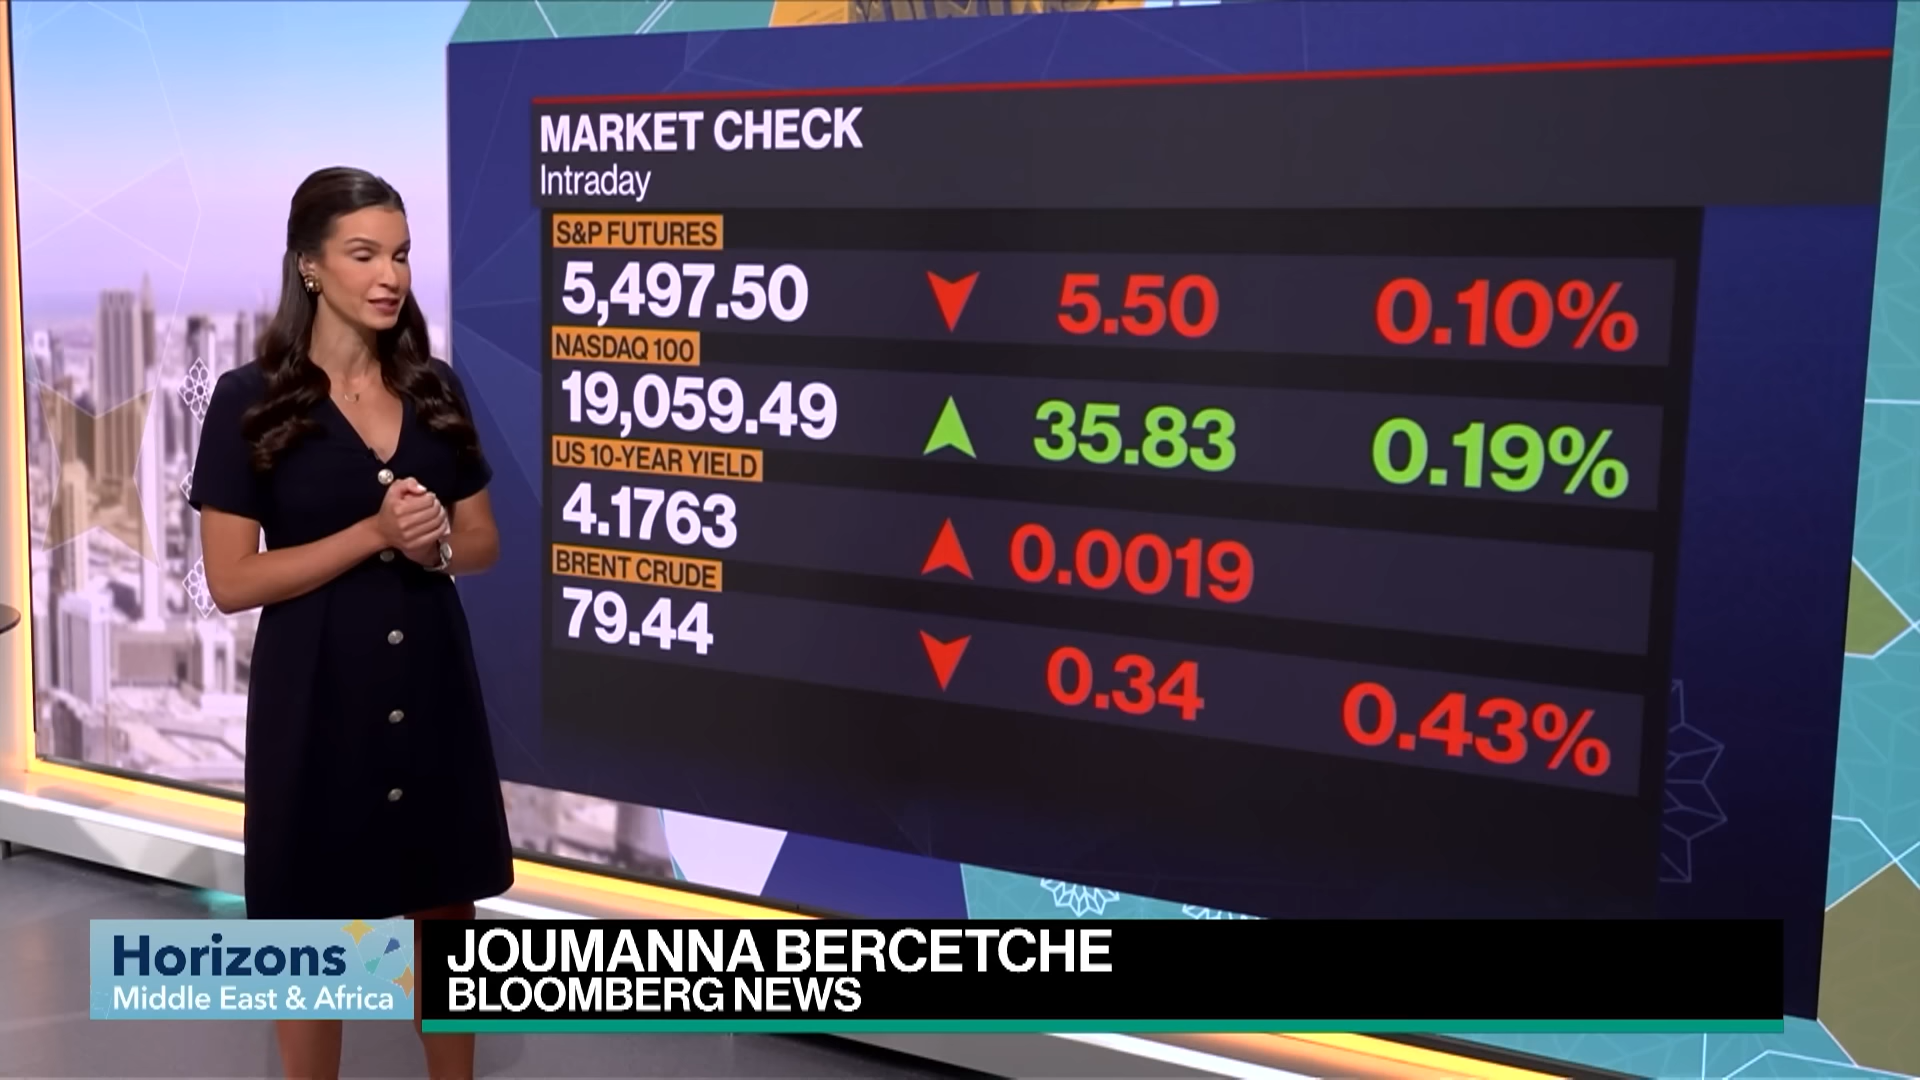 MARKET CHECK
Intraday
S&P FUTURES
5,497.50 5.50 0.10%
NASDAQ 100
19,059.49 35.83 0.19%
US 10-YEAR YIELD
4.1763 0.0019
BRENT CRUDE
79.44 0.34 0.43%
Horizons
Middle East & Africa
JOUMANNA BERCETCHE
BLOOMBERG NEWS